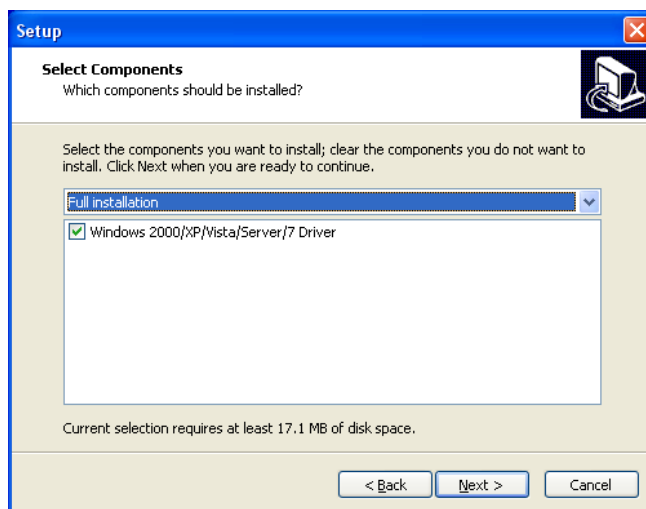 Setup
Select Components
Which components should be installed?
Select the components you want to install; clear the components you do not want to
install. Click Next when you are ready to continue.
Full installation
Windows 2000/XP/Vista/Server/7 Driver
Current selection requires at least 17.1 MB of disk space.
< Back
Next >
Cancel